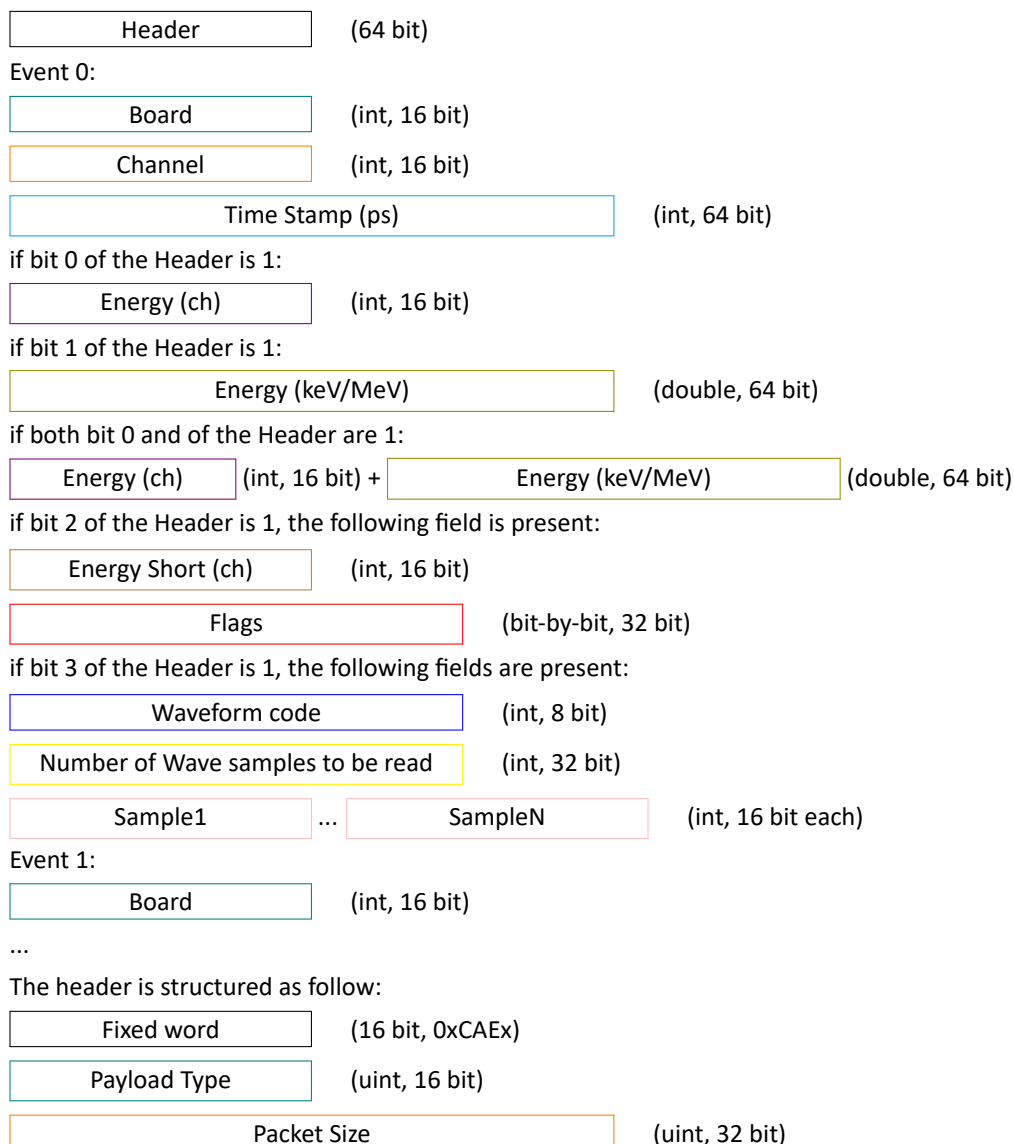 Header (64 bit)
Event 0:
Board (int, 16 bit)
Channel (int, 16 bit)
Time Stamp (ps) (int, 64 bit)
if bit 0 of the Header is 1:
Energy (ch) (int, 16 bit)
if bit 1 of the Header is 1:
Energy (keV/MeV) (double, 64 bit)
if both bit 0 and of the Header are 1:
Energy (ch) (int, 16 bit) + Energy (keV/MeV) (double, 64 bit)
if bit 2 of the Header is 1, the following field is present:
Energy Short (ch) (int, 16 bit)
Flags (bit-by-bit, 32 bit)
if bit 3 of the Header is 1, the following fields are present:
Waveform code (int, 8 bit)
Number of Wave samples to be read (int, 32 bit)
Sample1 ... SampleN (int, 16 bit each)
Event 1:
Board (int, 16 bit)
...
The header is structured as follow:
Fixed word (16 bit, 0xCAEx)
Payload Type (uint, 16 bit)
Packet Size (uint, 32 bit)